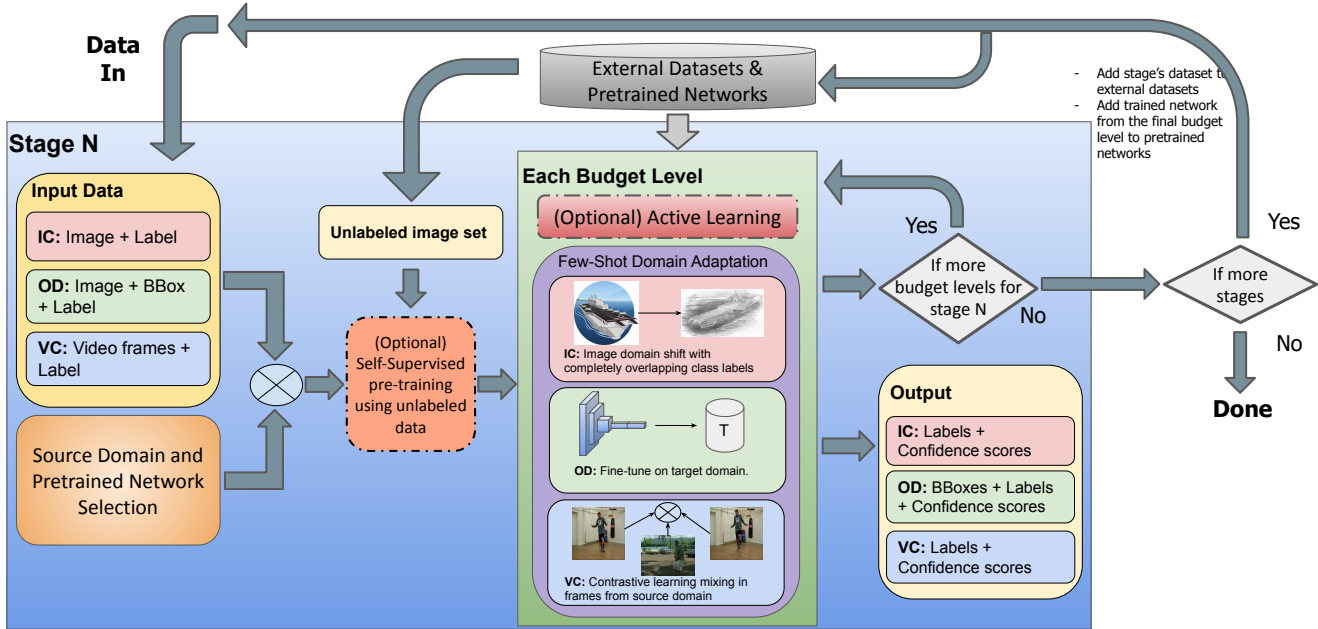 Data
In
External Datasets &
Pretrained Networks
- Add stage's dataset to
external datasets
- Add trained network
from the final budget
level to pretrained
networks
Stage N
Input Data
IC: Image + Label
OD: Image + BBox
+ Label
VC: Video frames +
Label
Source Domain and
Pretrained Network
Selection
Unlabeled image set
(Optional)
Self-Supervised
pre-training
using unlabeled
data
Each Budget Level
(Optional) Active Learning
Few-Shot Domain Adaptation
IC: Image domain shift with
completely overlapping class labels
T
OD: Fine-tune on target domain.
VC: Contrastive learning mixing in
frames from source domain
Yes
If more
budget levels for
stage N
No
Output
IC: Labels +
Confidence scores
OD: BBoxes + Labels
+ Confidence scores
VC: Labels +
Confidence scores
Yes
If more
stages
No
Done